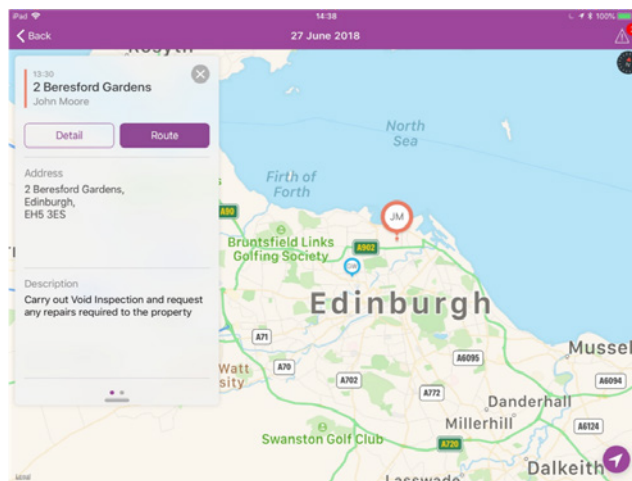 iPad
14:38
100%
Back
27 June 2018
13:30
2 Beresford Gardens
John Moore
Detail
Route
Address
2 Beresford Gardens,
Edinburgh,
EH5 3ES
Description
Carry out Void Inspection and request
any repairs required to the property
Rosyth
North
Sea
Firth of
Forth
JM
A90
Bruntsfield Links
Golfing Society
A902
Edinburgh
A71
Watt
sity
A70
A702
A772
A6095
Mussel
A6094
Danderhall
Millerhill
A6124
Swanston Golf Club
A720
Lasswade
Dalkeith